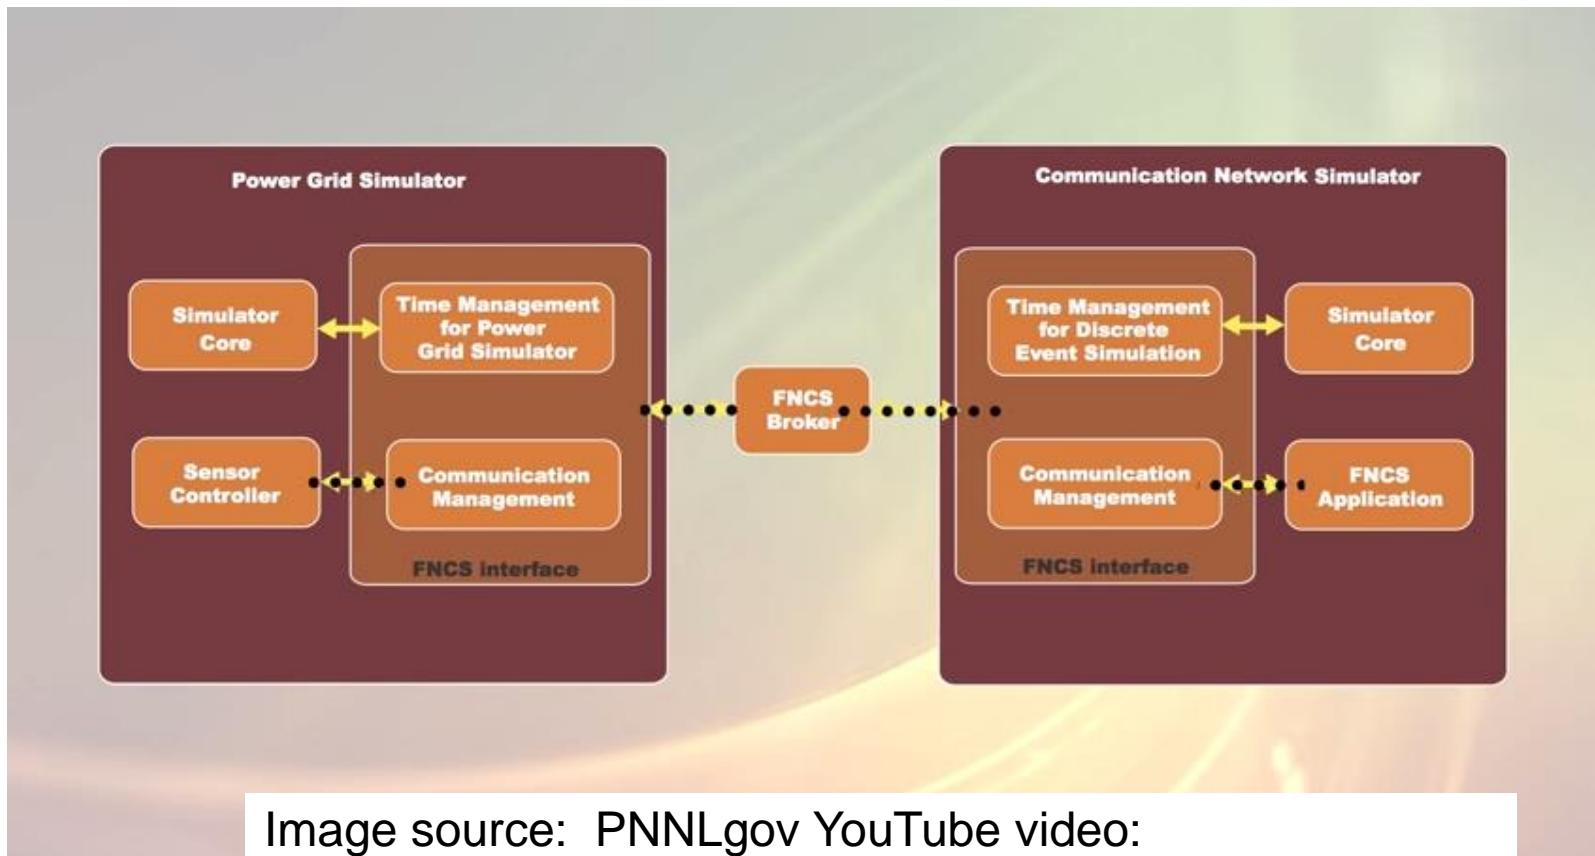 Power Grid Simulator
Simulator
Core
Time Management
for Power
Grid Simulator
Sensor
Controller
Communication
Management
FNCS interface
FNCS
Broker
Communication Network Simulator
Time Management
for Discrete
Event Simulation
Simulator
Core
Communication
Management
FNCS
Application
FNCS interface
Image source: PNNLgov YouTube video: